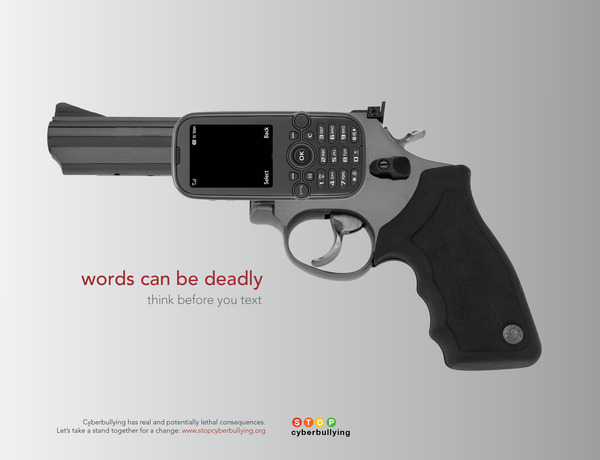 Select
Back
OK
C
words can be deadly
think before you text
Cyberbullying has real and potentially lethal consequences.
Let's take a stand together for a change: www.stopcyberbullying.org
STOP
cyberbullying